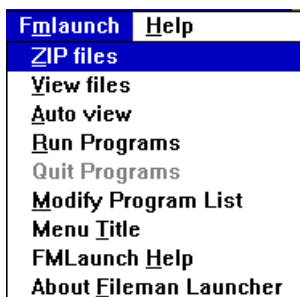 Fmlaunch Help
ZIP files
View files
Auto view
Run Programs
Quit Programs
Modify Program List
Menu Title
FMLaunch Help
About Fileman Launcher